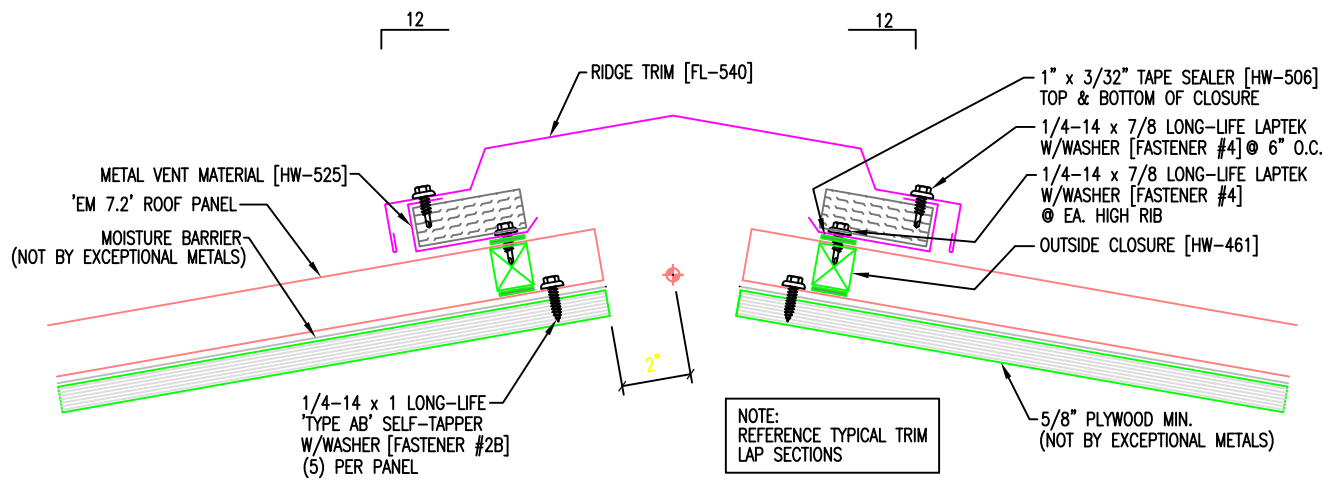 12
12
RIDGE TRIM [FL-540]
1” x 3/32” TAPE SEALER [HW-506]
TOP & BOTTOM OF CLOSURE
1/4-14 x 7/8 LONG-LIFE LAPTEK
W/WASHER [FASTENER #4] @ 6” O.C.
1/4-14 x 7/8 LONG-LIFE LAPTEK
W/WASHER [FASTENER #4]
@ EA. HIGH RIB
OUTSIDE CLOSURE [HW-461]
METAL VENT MATERIAL [HW-525]
'EM 7.2' ROOF PANEL
MOISTURE BARRIER
(NOT BY EXCEPTIONAL METALS)
2”
1/4-14 x 1 LONG-LIFE
'TYPE AB' SELF-TAPPER
W/WASHER [FASTENER #2B]
(5) PER PANEL
NOTE:
REFERENCE TYPICAL TRIM
LAP SECTIONS
5/8” PLYWOOD MIN.
(NOT BY EXCEPTIONAL METALS)